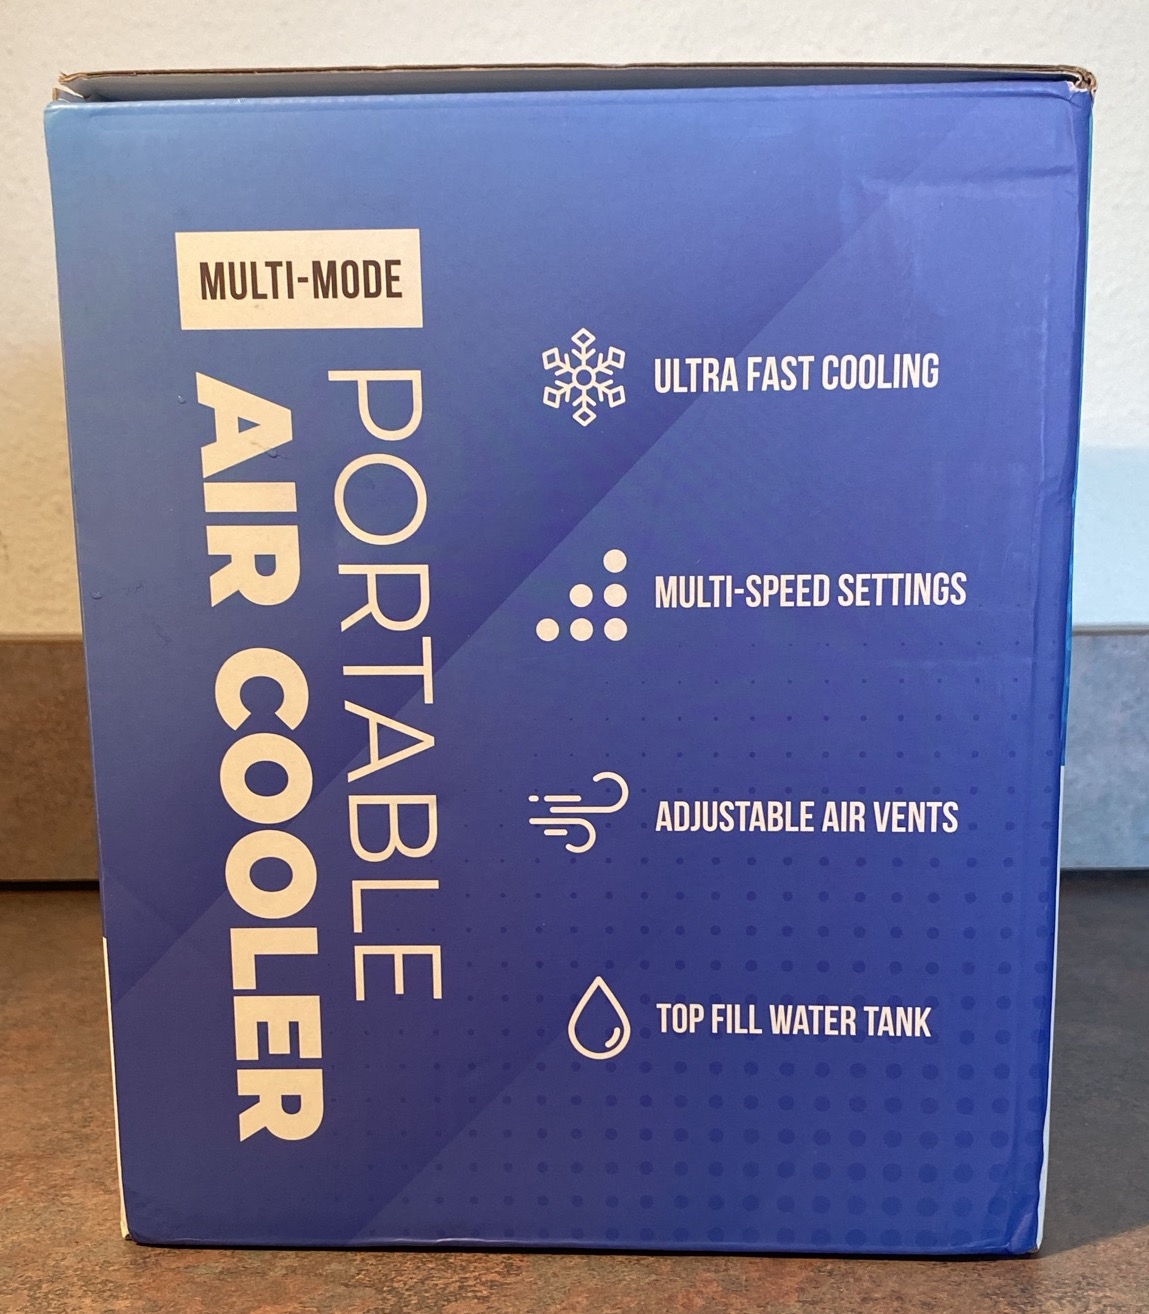 MULTI-MODE
PORTABLE
AIR COOLER
ULTRA FAST COOLING
MULTI-SPEED SETTINGS
ADJUSTABLE AIR VENTS
TOP FILL WATER TANK